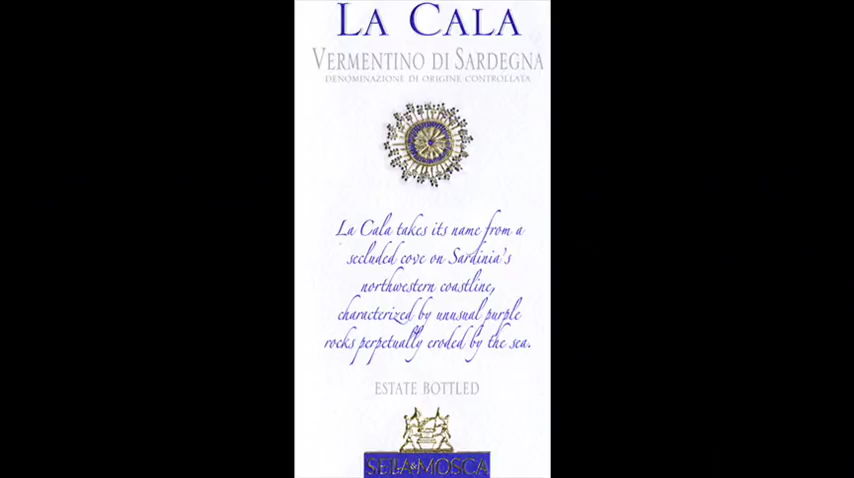 LA CALA
VERMENTINO DI SARDEGNA
DENOMINAZIONE DI ORIGINE CONTROLLATA
La Cala takes its name from a
secluded cove on Sardinia's
northwestern coastline,
characterized by unusual purple
rocks perpetually eroded by the sea.
ESTATE BOTTLED
SELLA&MOSCA